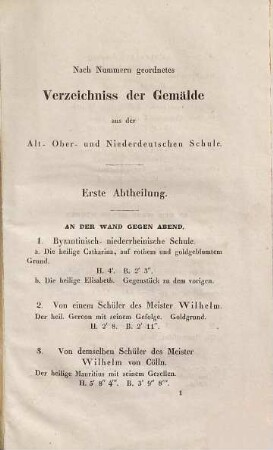 Nach Nummern geordnetes
Verzeichniss der Gemälde
aus der
Alt- Ober- und Niederdeutschen Schule.
Erste Abtheilung.
AN DER WAND GEGEN ABEND.
1. Byzantinisch-niederrheinische Schule.
a. Die heilige Catharina, auf rothem und goldgeblumtem
Grund.
H. 4'. B. 2' 3".
b. Die heilige Elisabeth. Gegenstück zu dem vorigen.
2. Von einem Schüler des Meister Wilhelm.
Der heil. Gereon mit seinem Gefolge. Goldgrund.
H. 2' 8. B. 2' 11".
3. Von demselben Schüler des Meister
Wilhelm von Cölln.
Der heilige Mauritius mit seinem Gesellen.
H. 5' 8" 4'''. B. 3' 9" 8'''.
1